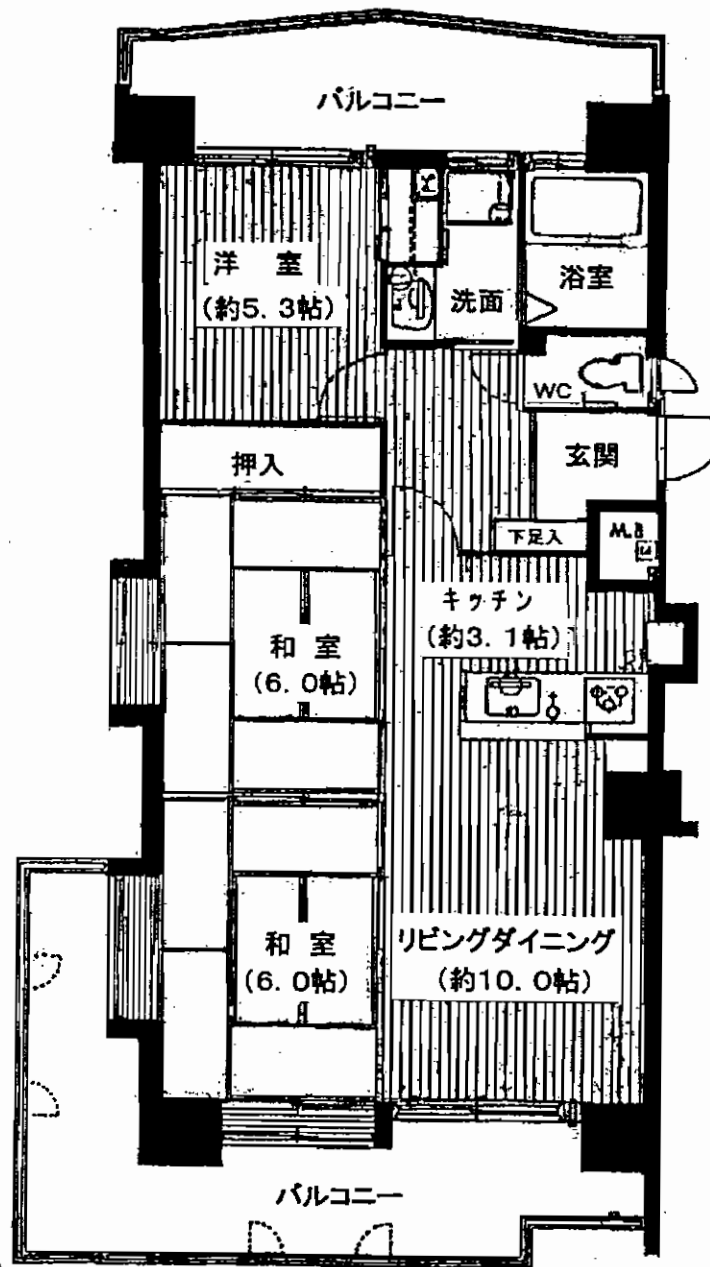 バルコニー
洋 室
(約5.3帖)
洗面
浴室
WC
玄関
押入
下足入
M.B
キッチン
(約3.1帖)
和 室
(6.0帖)
和 室
(6.0帖)
リビングダイニング
(約10.0帖)
バルコニー